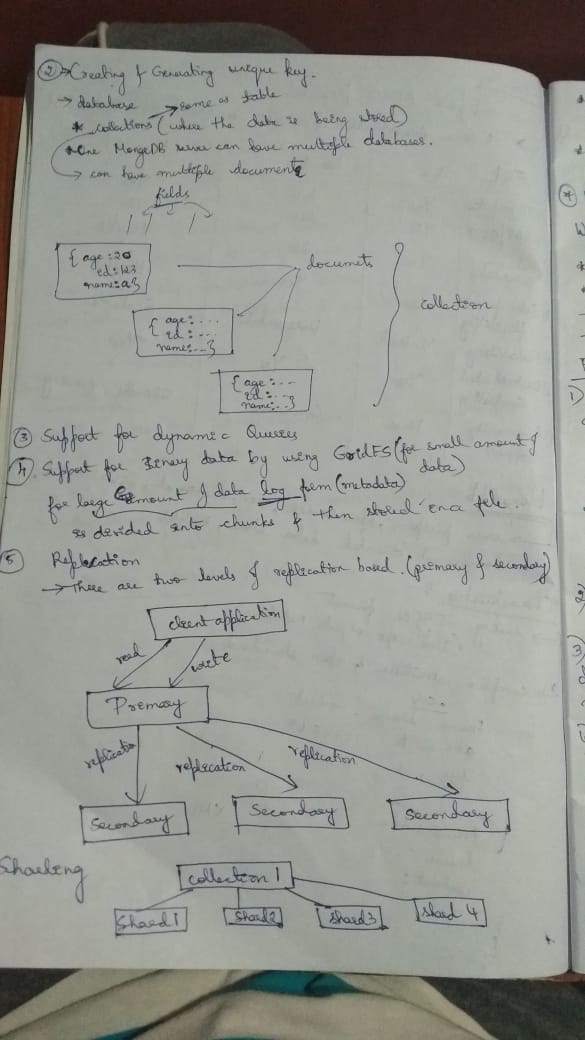 ② → Creating & Generating unique key.
→ database → same as table
* collections (where the data is being stored)
* One MongoDB server can have multiple databases.
→ can have multiple documents
fields
{ age : 20
id : 123
name : a }
documets
collection
{ age : ...
id : ...
name : ... }
{ age : ...
id : ...
name : ... }
③ Support for dynamic Queries
4. Support for Binary data by using GridFS (for small amount of data)
for large amount of data log form (metadata)
is divided into chunks & then stored in a file.
5 Replication
→ There are two levels of replication based. (primary & secondary)
client application
read write
Primary
replication replication replication
Secondary Secondary Secondary
Sharding
collection 1
Shard 1 Shard 2 Shard 3 Shard 4